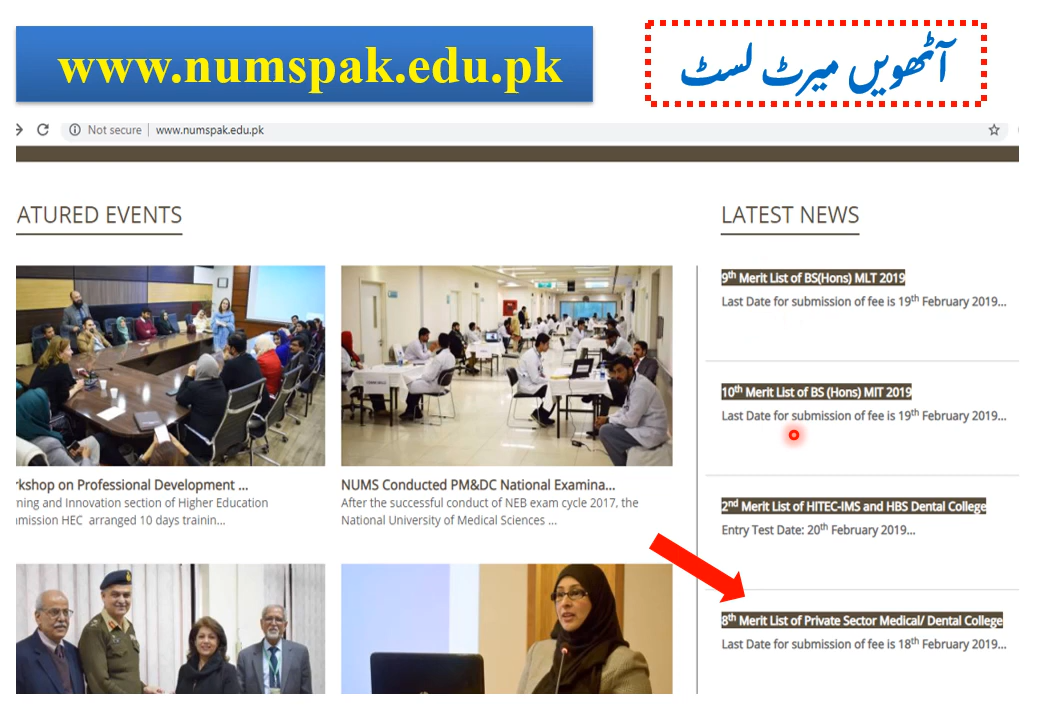 www.numspak.edu.pk
آٹھویں میرٹ لسٹ
Not secure | www.numspak.edu.pk
ATURED EVENTS
LATEST NEWS
9th Merit List of BS(Hons) MLT 2019
Last Date for submission of fee is 19th February 2019...
10th Merit List of BS (Hons) MIT 2019
Last Date for submission of fee is 19th February 2019...
2nd Merit List of HITEC-IMS and HBS Dental College
Entry Test Date: 20th February 2019...
8th Merit List of Private Sector Medical/ Dental College
Last Date for submission of fee is 18th February 2019...
rkshop on Professional Development ...
rning and Innovation section of Higher Education
mmission HEC arranged 10 days trainin...
NUMS Conducted PM&DC National Examina...
After the successful conduct of NEB exam cycle 2017, the
National University of Medical Sciences ...